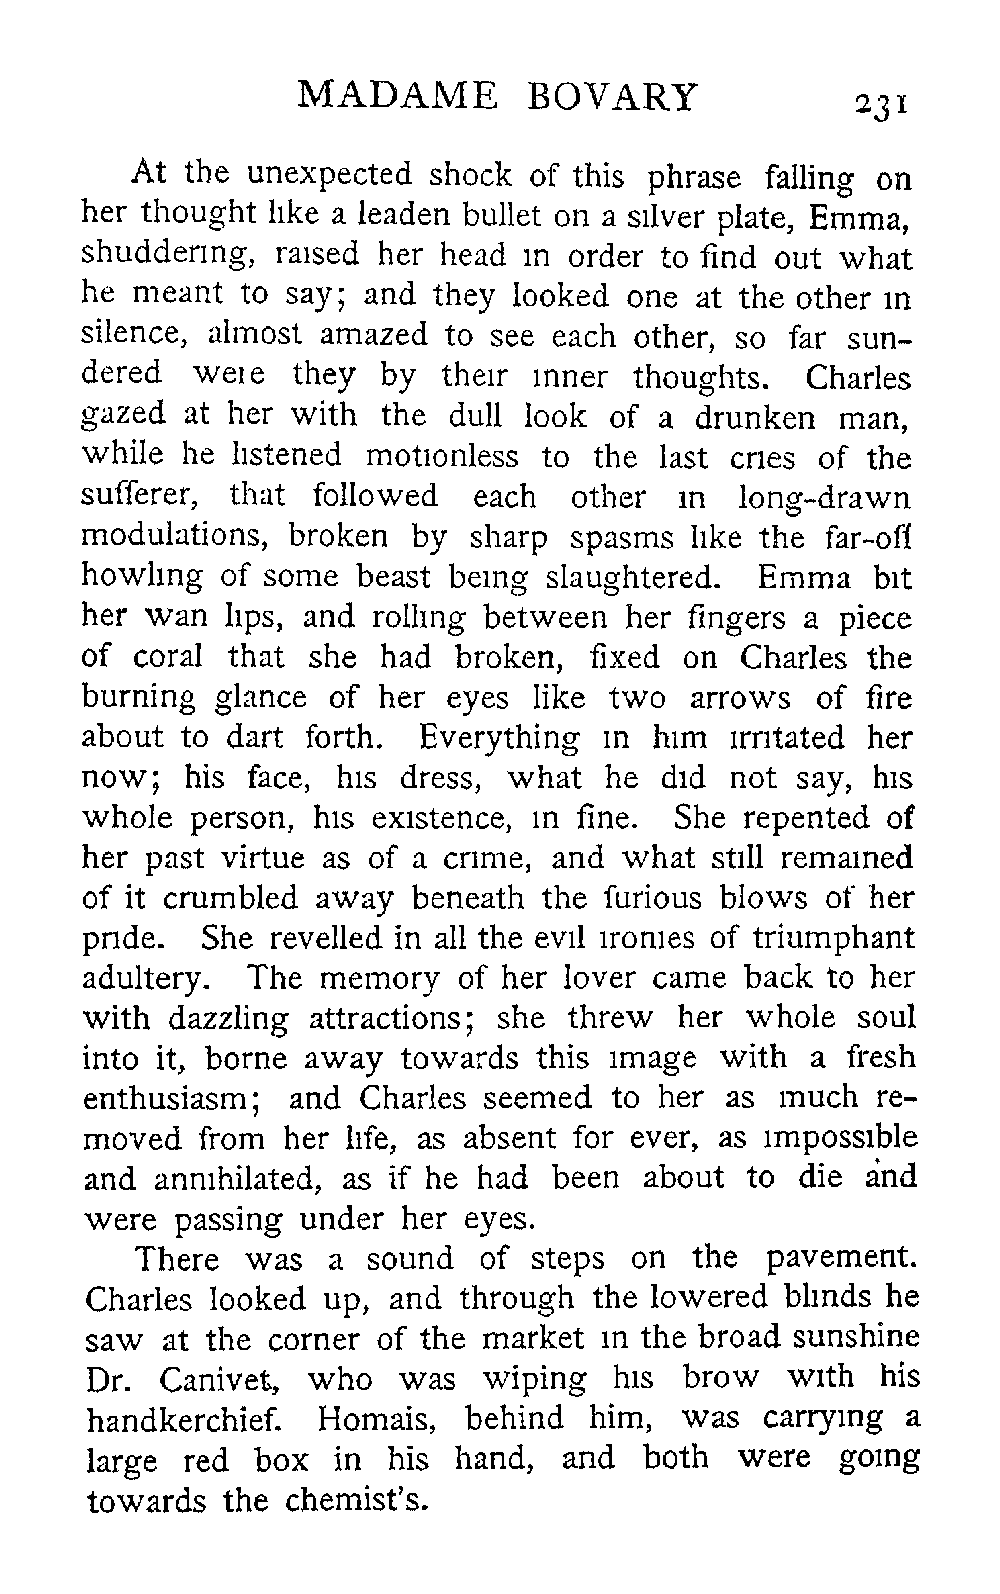 MADAME BOVARY 231
At the unexpected shock of this phrase falling on
her thought like a leaden bullet on a silver plate, Emma,
shuddering, raised her head in order to find out what
he meant to say; and they looked one at the other in
silence, almost amazed to see each other, so far sun-
dered were they by their inner thoughts. Charles
gazed at her with the dull look of a drunken man,
while he listened motionless to the last cries of the
sufferer, that followed each other in long-drawn
modulations, broken by sharp spasms like the far-off
howling of some beast being slaughtered. Emma bit
her wan lips, and rolling between her fingers a piece
of coral that she had broken, fixed on Charles the
burning glance of her eyes like two arrows of fire
about to dart forth. Everything in him irritated her
now; his face, his dress, what he did not say, his
whole person, his existence, in fine. She repented of
her past virtue as of a crime, and what still remained
of it crumbled away beneath the furious blows of her
pride. She revelled in all the evil ironies of triumphant
adultery. The memory of her lover came back to her
with dazzling attractions; she threw her whole soul
into it, borne away towards this image with a fresh
enthusiasm; and Charles seemed to her as much re-
moved from her life, as absent for ever, as impossible
and annihilated, as if he had been about to die and
were passing under her eyes.
There was a sound of steps on the pavement.
Charles looked up, and through the lowered blinds he
saw at the corner of the market in the broad sunshine
Dr. Canivet, who was wiping his brow with his
handkerchief. Homais, behind him, was carrying a
large red box in his hand, and both were going
towards the chemist's.